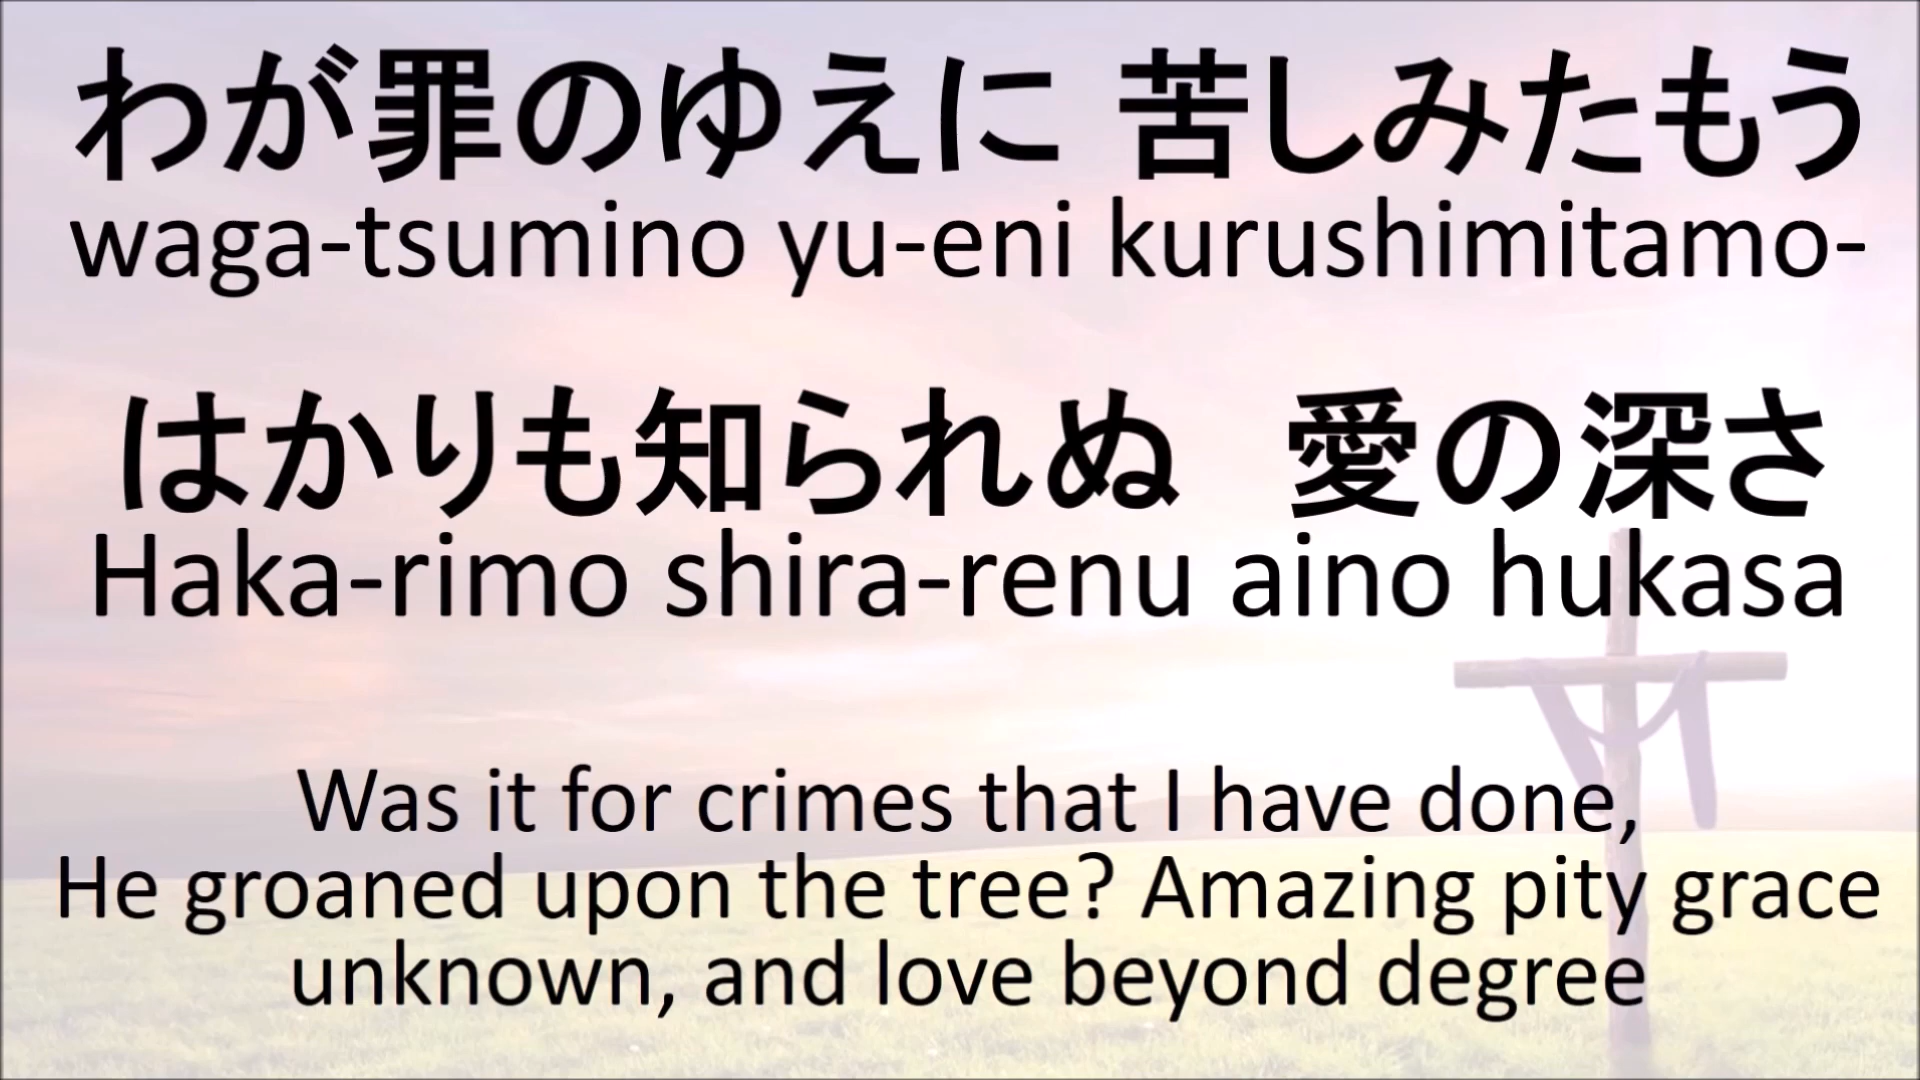 わが罪のゆえに 苦しみたもう
waga-tsumino yu-eni kurushimitamo-
はかりも知られぬ　愛の深さ
Haka-rimo shira-renu aino hukasa
Was it for crimes that I have done,
He groaned upon the tree? Amazing pity grace
unknown, and love beyond degree